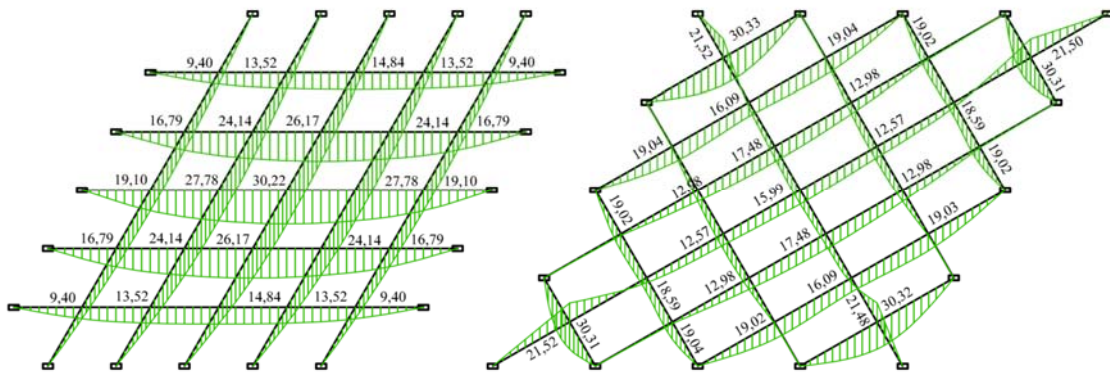 9,40 13,52 14,84 13,52 9,40
16,79 24,14 26,17 24,14 16,79
19,10 27,78 30,22 27,78 19,10
16,79 24,14 26,17 24,14 16,79
9,40 13,52 14,84 13,52 9,40
21,52 30,33 19,04 19,02 21,50
30,31
16,09 12,98 18,59
19,04 17,48 12,57 19,02
12,98 15,99 12,98
19,02 12,57 17,48 19,03
18,59 12,98 16,09
30,31 21,48 30,32
21,52 19,04 19,02